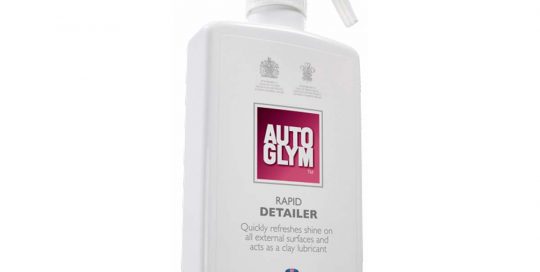 AUTO
GLYM
TM
RAPID
DETAILER
Quickly refreshes shine on
all external surfaces and
acts as a clay lubricant